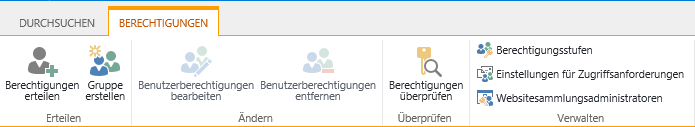 DURCHSUCHEN BERECHTIGUNGEN
Berechtigungen erteilen
Gruppe erstellen
Erteilen
Benutzerberechtigungen bearbeiten
Benutzerberechtigungen entfernen
Ändern
Berechtigungen überprüfen
Überprüfen
Berechtigungsstufen
Einstellungen für Zugriffsanforderungen
Websitesammlungsadministratoren
Verwalten